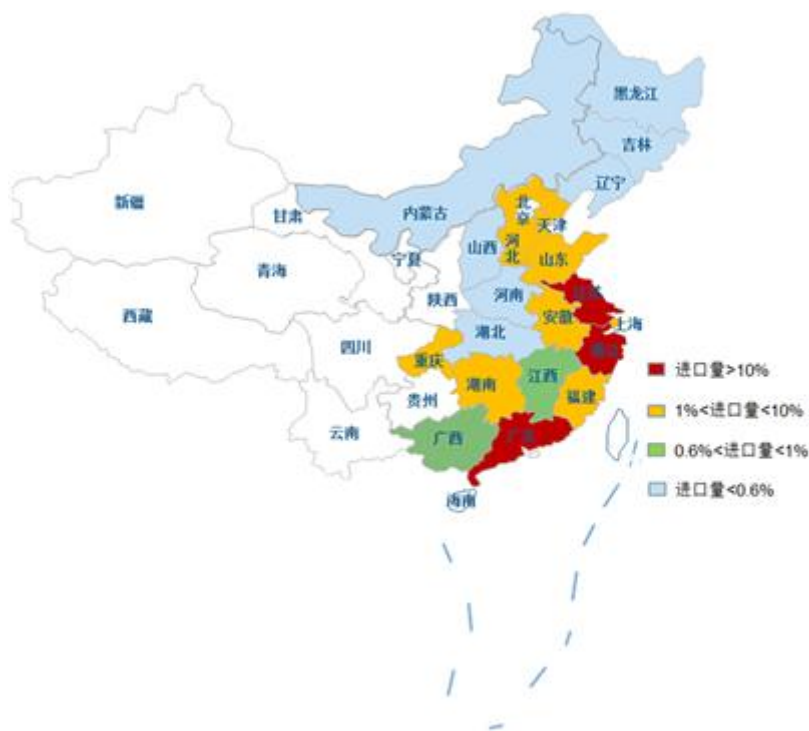 黑龙江
吉林
辽宁
新疆
甘肃
内蒙古
北京
天津
宁夏
山西
河北
山东
青海
陕西
河南
西藏
江苏
安徽
上海
四川
湖北
重庆
浙江
湖南
江西
贵州
福建
云南
广西
广东
海南
进口量>10%
1%<进口量<10%
0.6%<进口量<1%
进口量<0.6%